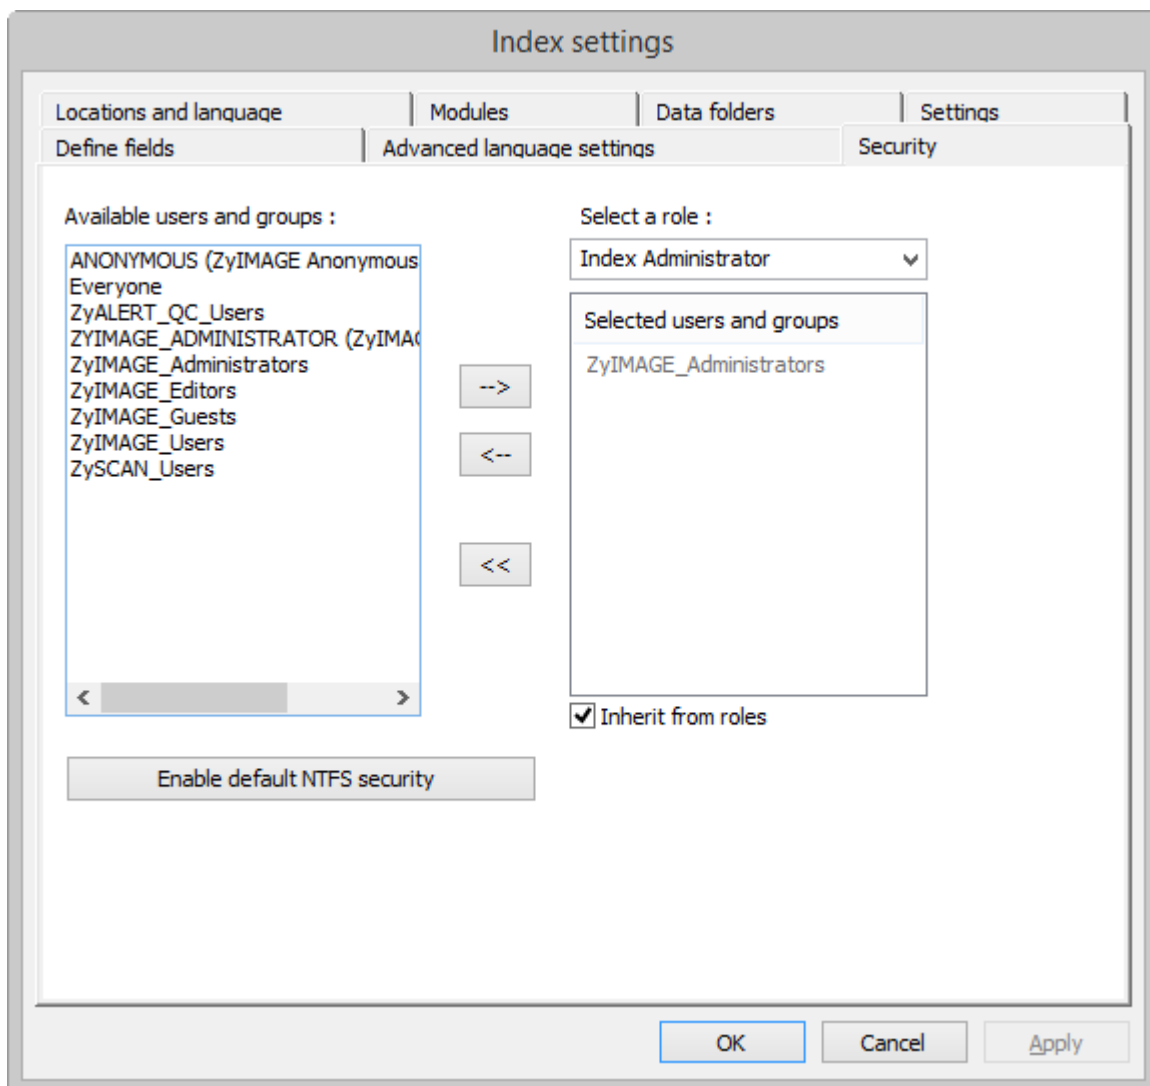 Index settings
Locations and language
Modules
Data folders
Settings
Define fields
Advanced language settings
Security
Available users and groups :
ANONYMOUS (ZyIMAGE Anonymous
Everyone
ZyALERT_QC_Users
ZYIMAGE_ADMINISTRATOR (ZyIMAG
ZyIMAGE_Administrators
ZyIMAGE_Editors
ZyIMAGE_Guests
ZyIMAGE_Users
ZySCAN_Users
-->
<--
<<
Enable default NTFS security
Select a role :
Index Administrator
Selected users and groups
ZyIMAGE_Administrators
Inherit from roles
OK
Cancel
Apply